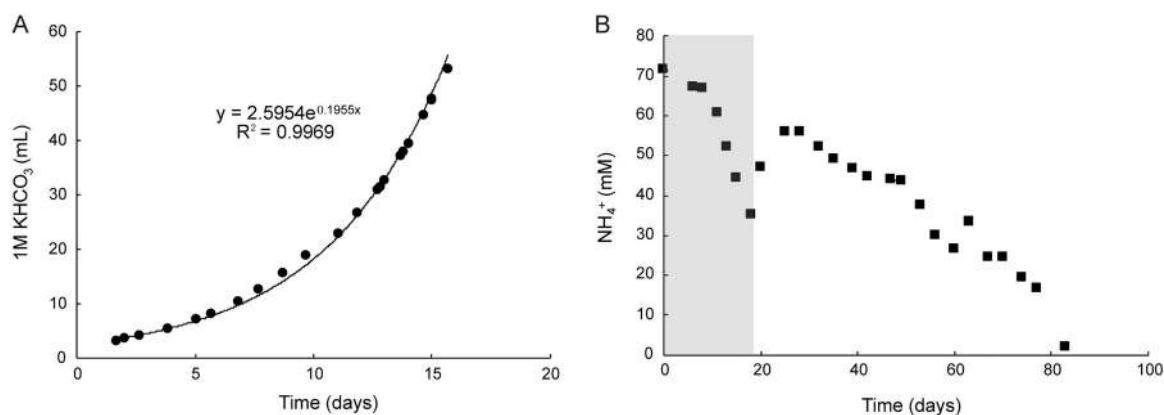 A
60
50
40
30
20
10
0
1M KHCO₃ (mL)
y = 2.5954e^0.1955x
R² = 0.9969
0 5 10 15 20
Time (days)
B
80
70
60
50
40
30
20
10
0
NH₄⁺ (mM)
0 20 40 60 80 100
Time (days)